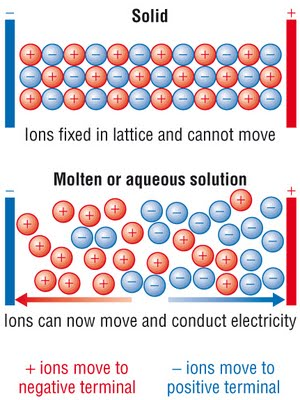 Solid
− +
+ − + − + − + − + − +
− + − + − + − + − + −
+ − + − + − + − + − +
Ions fixed in lattice and cannot move
Molten or aqueous solution
− +
Ions can now move and conduct electricity
+ ions move to
negative terminal
− ions move to
positive terminal